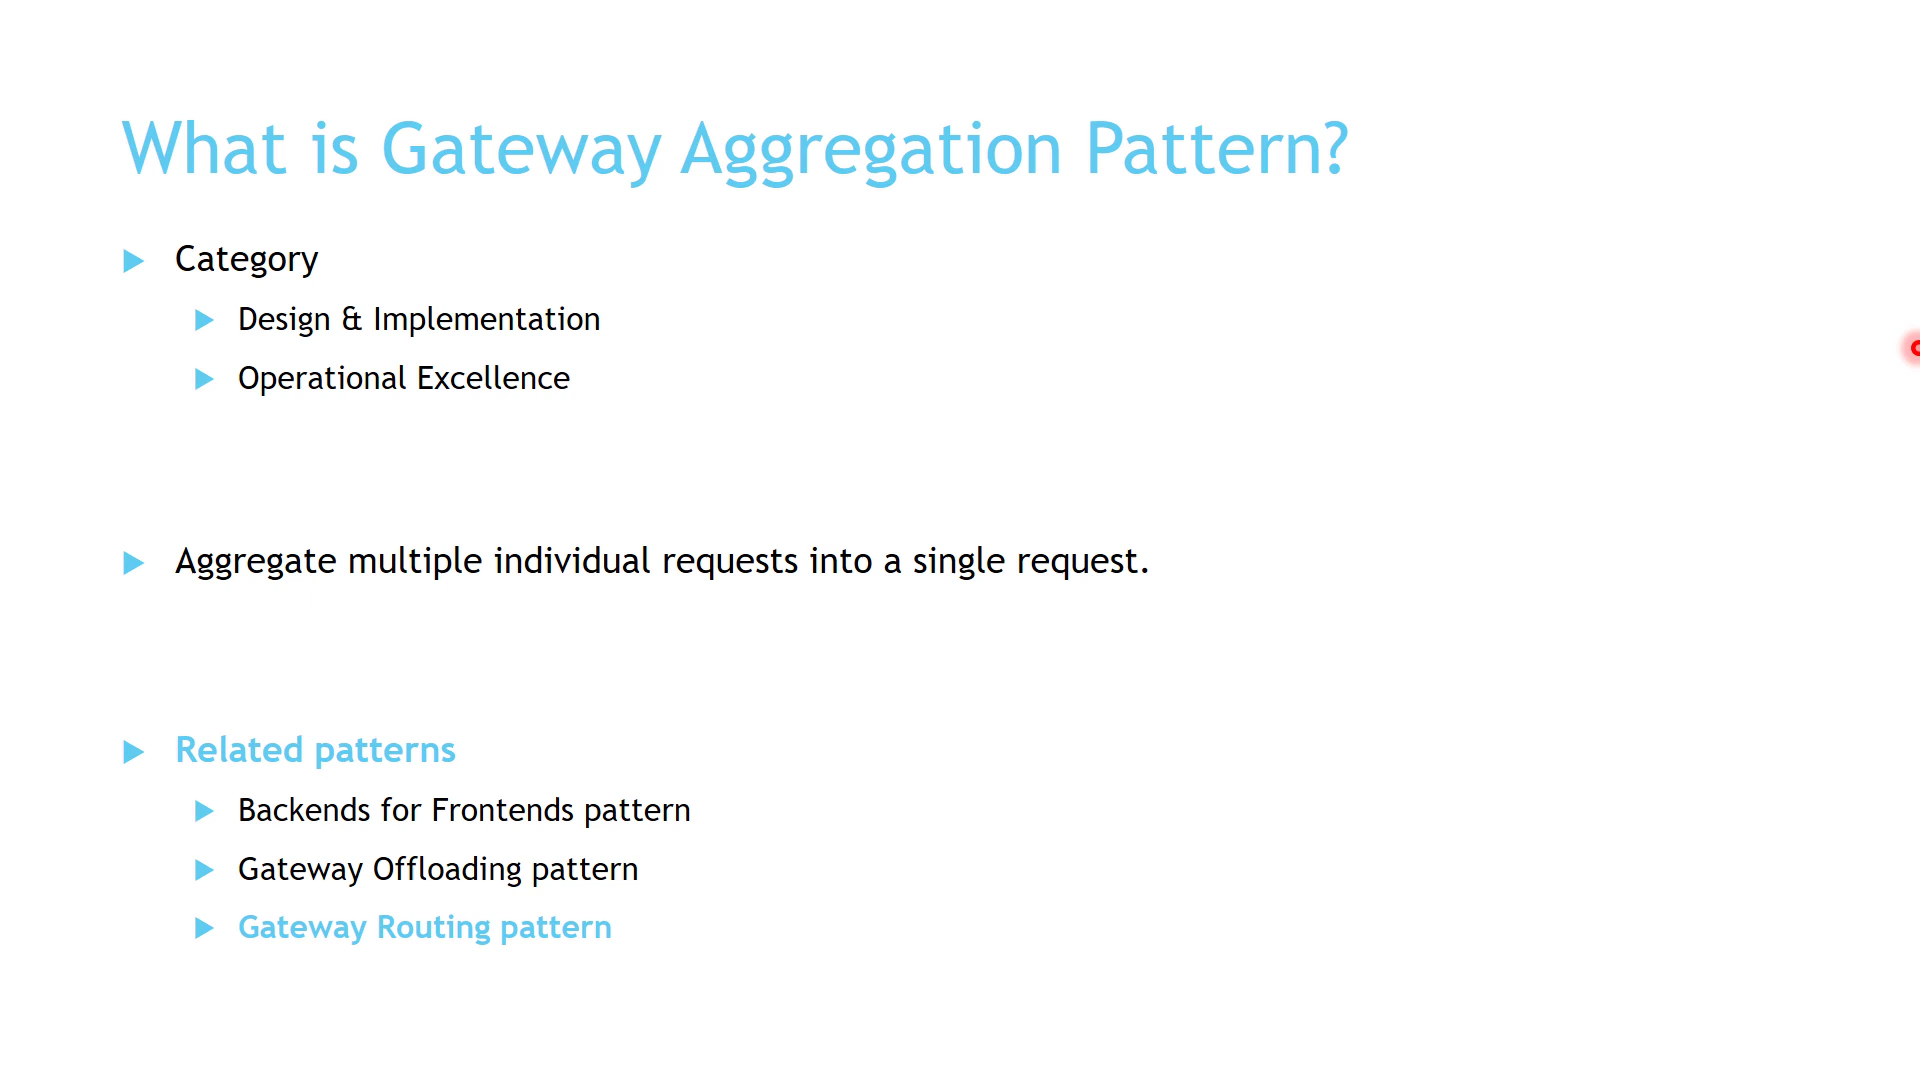 What is Gateway Aggregation Pattern?
Category
Design & Implementation
Operational Excellence
Aggregate multiple individual requests into a single request.
Related patterns
Backends for Frontends pattern
Gateway Offloading pattern
Gateway Routing pattern